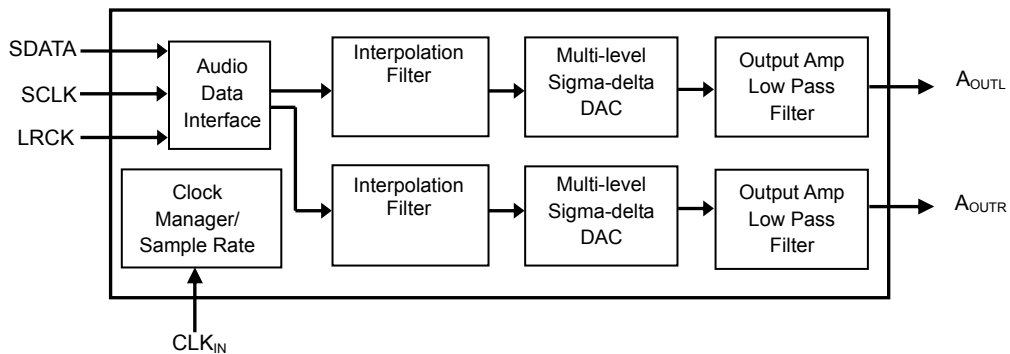 SDATA
SCLK
LRCK
Audio
Data
Interface
Interpolation
Filter
Multi-level
Sigma-delta
DAC
Output Amp
Low Pass
Filter
AOUTL
Clock
Manager/
Sample Rate
Interpolation
Filter
Multi-level
Sigma-delta
DAC
Output Amp
Low Pass
Filter
AOUTR
CLKIN